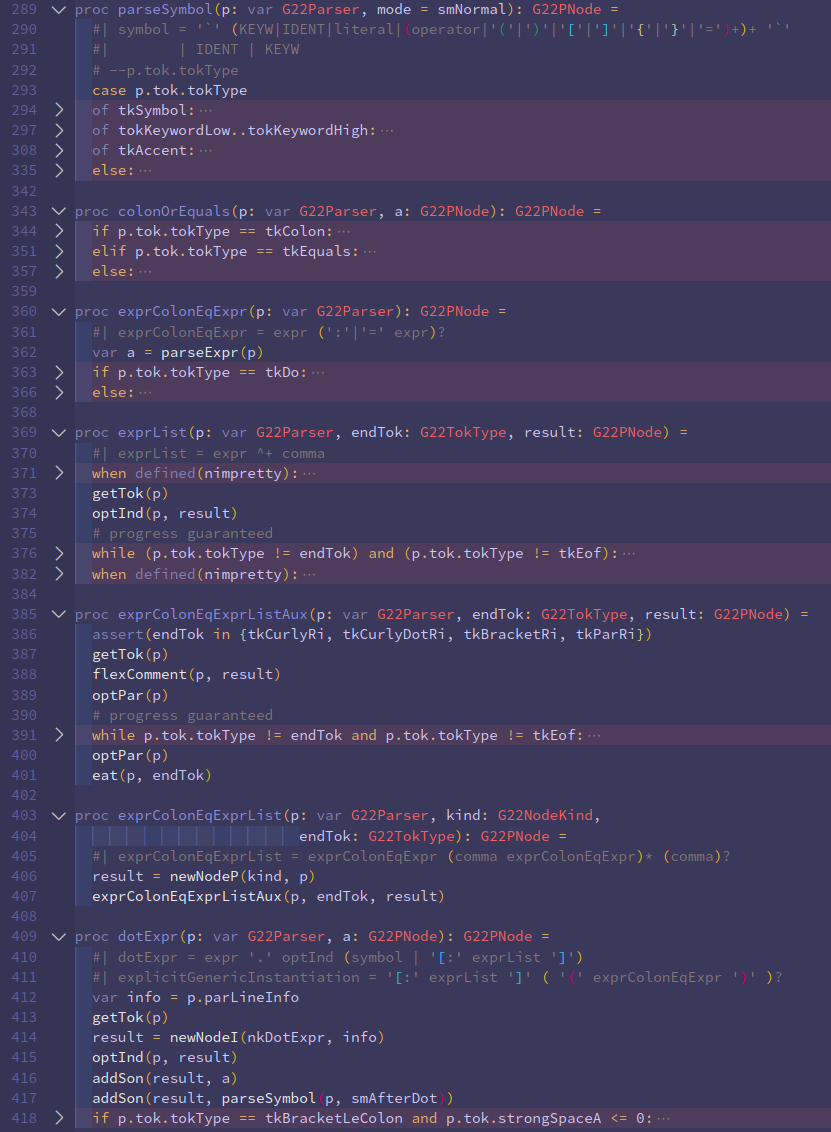 289 proc parseSymbol(p: var G22Parser, mode = smNormal): G22PNode =
290 #| symbol = '`' (KEYW|IDENT|literal|(operator|'('|')'|'['|']'|'{'|'}'|'=')+)+ '`'
291 #|        | IDENT | KEYW
292 # --p.tok.tokType
293 case p.tok.tokType
294 of tkSymbol: ···
297 of tokKeywordLow..tokKeywordHigh: ···
308 of tkAccent: ···
335 else: ···
342
343 proc colonOrEquals(p: var G22Parser, a: G22PNode): G22PNode =
344 if p.tok.tokType == tkColon: ···
351 elif p.tok.tokType == tkEquals: ···
357 else: ···
359
360 proc exprColonEqExpr(p: var G22Parser): G22PNode =
361 #| exprColonEqExpr = expr (':'|'=' expr)?
362 var a = parseExpr(p)
363 if p.tok.tokType == tkDo: ···
366 else: ···
368
369 proc exprList(p: var G22Parser, endTok: G22TokType, result: G22PNode) =
370 #| exprList = expr ^+ comma
371 when defined(nimpretty): ···
373 getTok(p)
374 optInd(p, result)
375 # progress guaranteed
376 while (p.tok.tokType != endTok) and (p.tok.tokType != tkEof): ···
382 when defined(nimpretty): ···
384
385 proc exprColonEqExprListAux(p: var G22Parser, endTok: G22TokType, result: G22PNode) =
386 assert(endTok in {tkCurlyRi, tkCurlyDotRi, tkBracketRi, tkParRi})
387 getTok(p)
388 flexComment(p, result)
389 optPar(p)
390 # progress guaranteed
391 while p.tok.tokType != endTok and p.tok.tokType != tkEof: ···
400 optPar(p)
401 eat(p, endTok)
402
403 proc exprColonEqExprList(p: var G22Parser, kind: G22NodeKind,
404 endTok: G22TokType): G22PNode =
405 #| exprColonEqExprList = exprColonEqExpr (comma exprColonEqExpr)* (comma)?
406 result = newNodeP(kind, p)
407 exprColonEqExprListAux(p, endTok, result)
408
409 proc dotExpr(p: var G22Parser, a: G22PNode): G22PNode =
410 #| dotExpr = expr '.' optInd (symbol | '[:' exprList ']')
411 #| explicitGenericInstantiation = '[:' exprList ']' ( '(' exprColonEqExpr ')' )?
412 var info = p.parLineInfo
413 getTok(p)
414 result = newNodeI(nkDotExpr, info)
415 optInd(p, result)
416 addSon(result, a)
417 addSon(result, parseSymbol(p, smAfterDot))
418 if p.tok.tokType == tkBracketLeColon and p.tok.strongSpaceA <= 0: ···